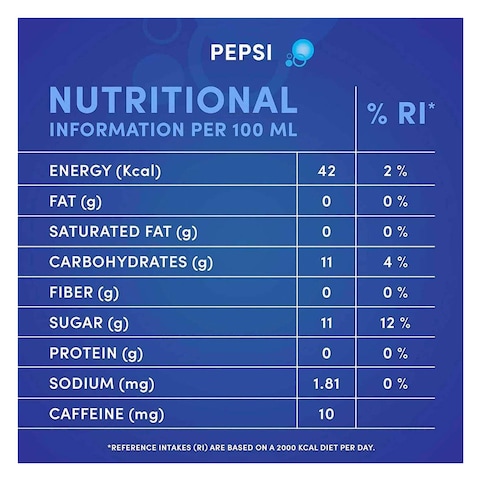 PEPSI
NUTRITIONAL
INFORMATION PER 100 ML
% RI*
ENERGY (Kcal) 42 2 %
FAT (g) 0 0 %
SATURATED FAT (g) 0 0 %
CARBOHYDRATES (g) 11 4 %
FIBER (g) 0 0 %
SUGAR (g) 11 12 %
PROTEIN (g) 0 0 %
SODIUM (mg) 1.81 0 %
CAFFEINE (mg) 10
*REFERENCE INTAKES (RI) ARE BASED ON A 2000 KCAL DIET PER DAY.